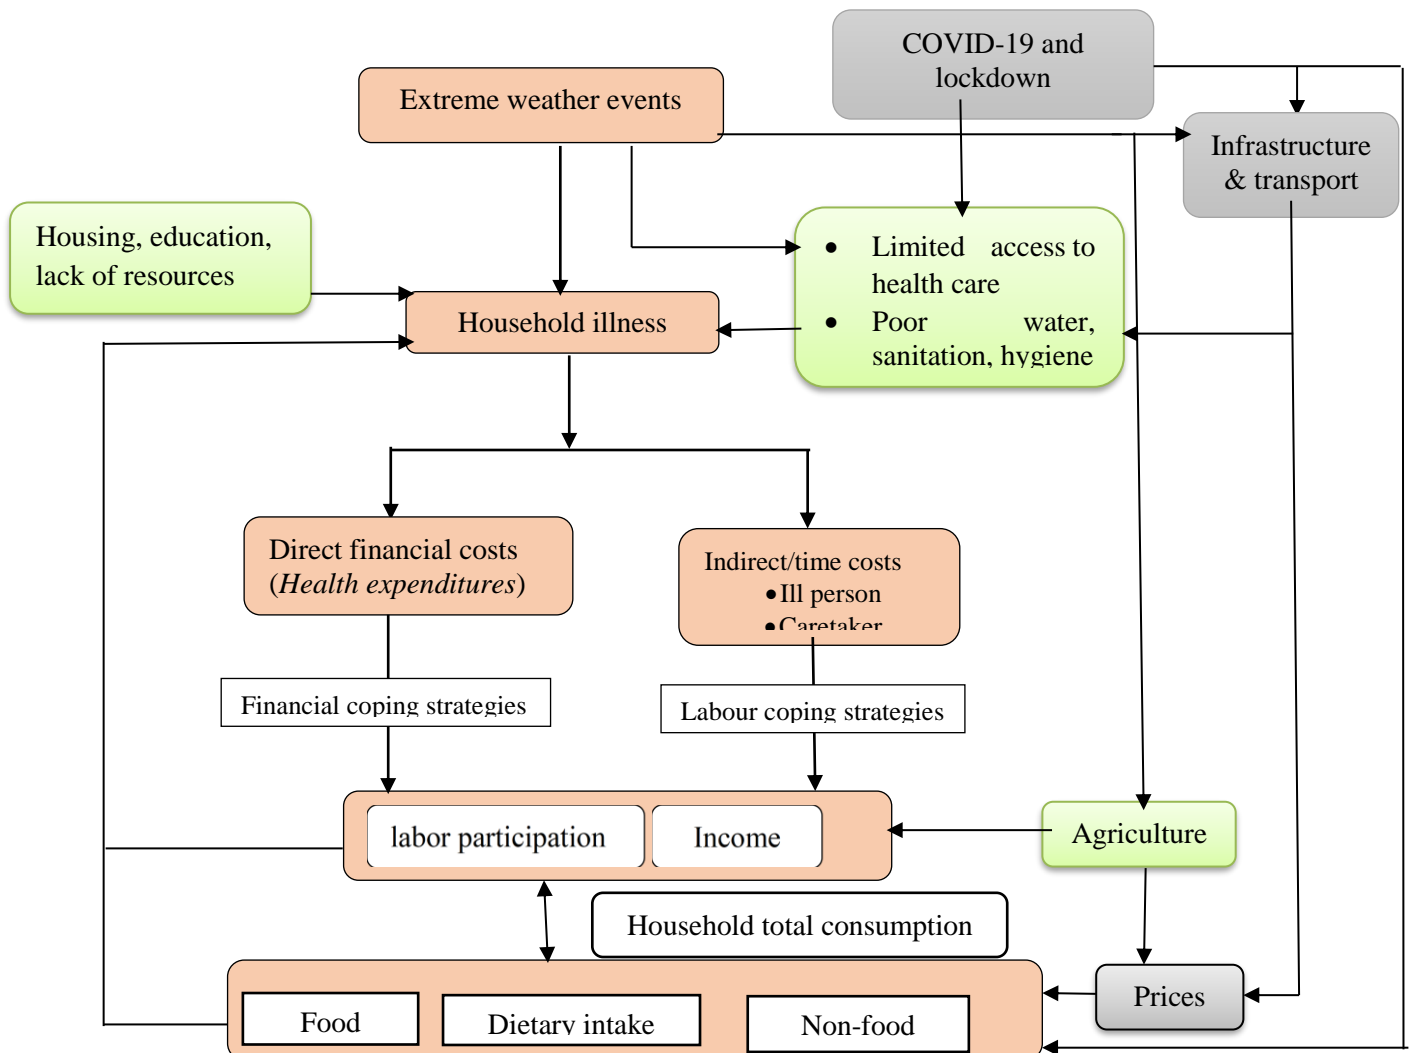 COVID-19 and
lockdown
Extreme weather events
Infrastructure
& transport
Housing, education,
lack of resources
• Limited access to
health care
• Poor water,
sanitation, hygiene
Household illness
Direct financial costs
(Health expenditures)
Indirect/time costs
•Ill person
•Caretaker
Financial coping strategies
Labour coping strategies
labor participation
Income
Agriculture
Household total consumption
Prices
Food
Dietary intake
Non-food